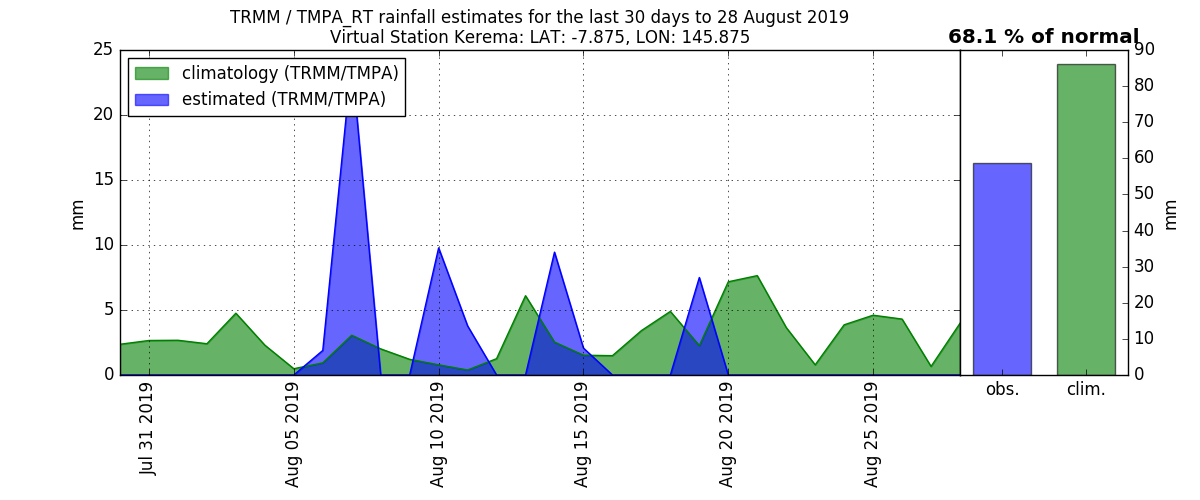 TRMM / TMPA_RT rainfall estimates for the last 30 days to 28 August 2019
Virtual Station Kerema: LAT: -7.875, LON: 145.875
68.1 % of normal
climatology (TRMM/TMPA)
estimated (TRMM/TMPA)
25
20
15
10
5
0
mm
Jul 31 2019
Aug 05 2019
Aug 10 2019
Aug 15 2019
Aug 20 2019
Aug 25 2019
90
80
70
60
50
40
30
20
10
0
mm
obs.
clim.